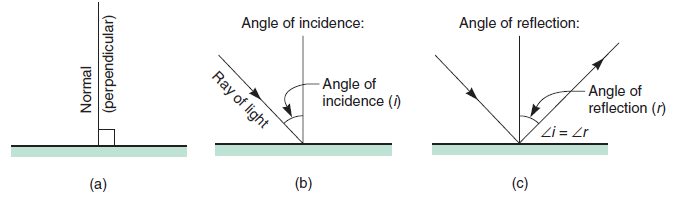 Normal
(perpendicular)
(a)
Angle of incidence:
Ray of light
Angle of
incidence (i)
(b)
Angle of reflection:
Angle of
reflection (r)
∠i = ∠r
(c)